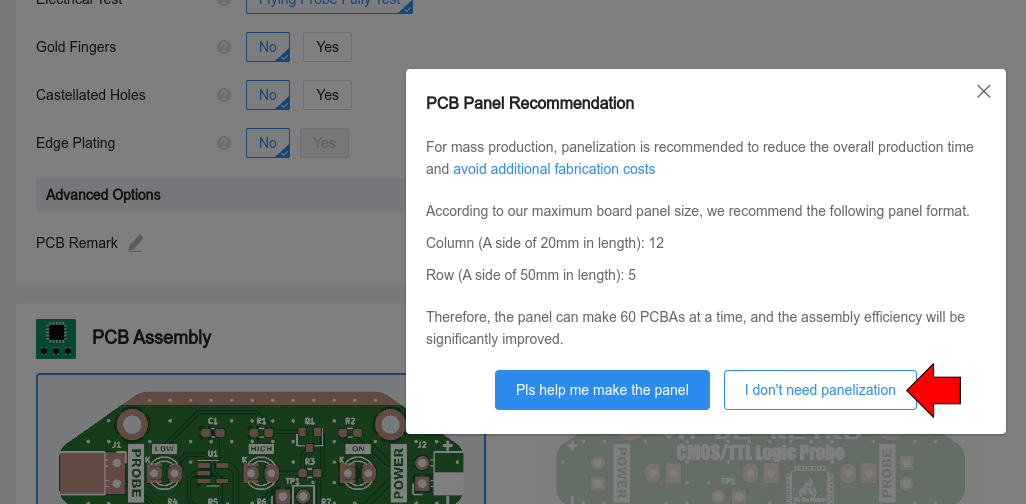 Electrical Test Flying Probe Fully Test
Gold Fingers ? No Yes
Castellated Holes ? No Yes
Edge Plating ? No Yes
Advanced Options
PCB Remark
PCB Panel Recommendation
For mass production, panelization is recommended to reduce the overall production time
and avoid additional fabrication costs
According to our maximum board panel size, we recommend the following panel format.
Column (A side of 20mm in length): 12
Row (A side of 50mm in length): 5
Therefore, the panel can make 60 PCBAs at a time, and the assembly efficiency will be
significantly improved.
Pls help me make the panel I don't need panelization
PCB Assembly
C1 R1 Q1 R2
J1 LOW U1 HIGH ON J2
PROBE K K K POWER
R4 R6 R7 R5
TP1
CMOS/TTL Logic Probe
POWER TP1 PROBE